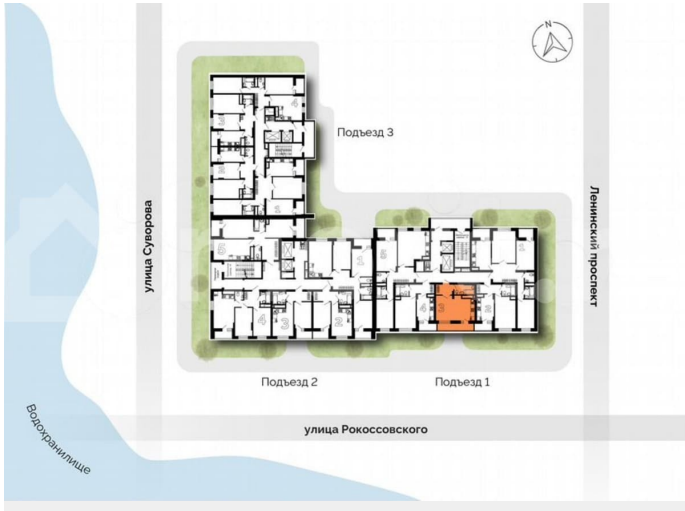 N
Подъезд 3
улица Суворова
Ленинский проспект
Подъезд 2
Подъезд 1
улица Рокоссовского
Водохранилище